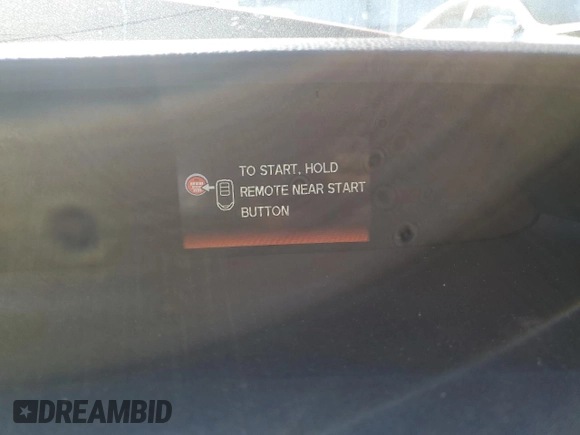 TO START, HOLD
REMOTE NEAR START
BUTTON
DREAMBID